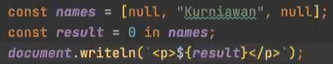 const names = [null, "Kurniawan", null];
const result = 0 in names;
document.writeln(`<p>${result}</p>`);